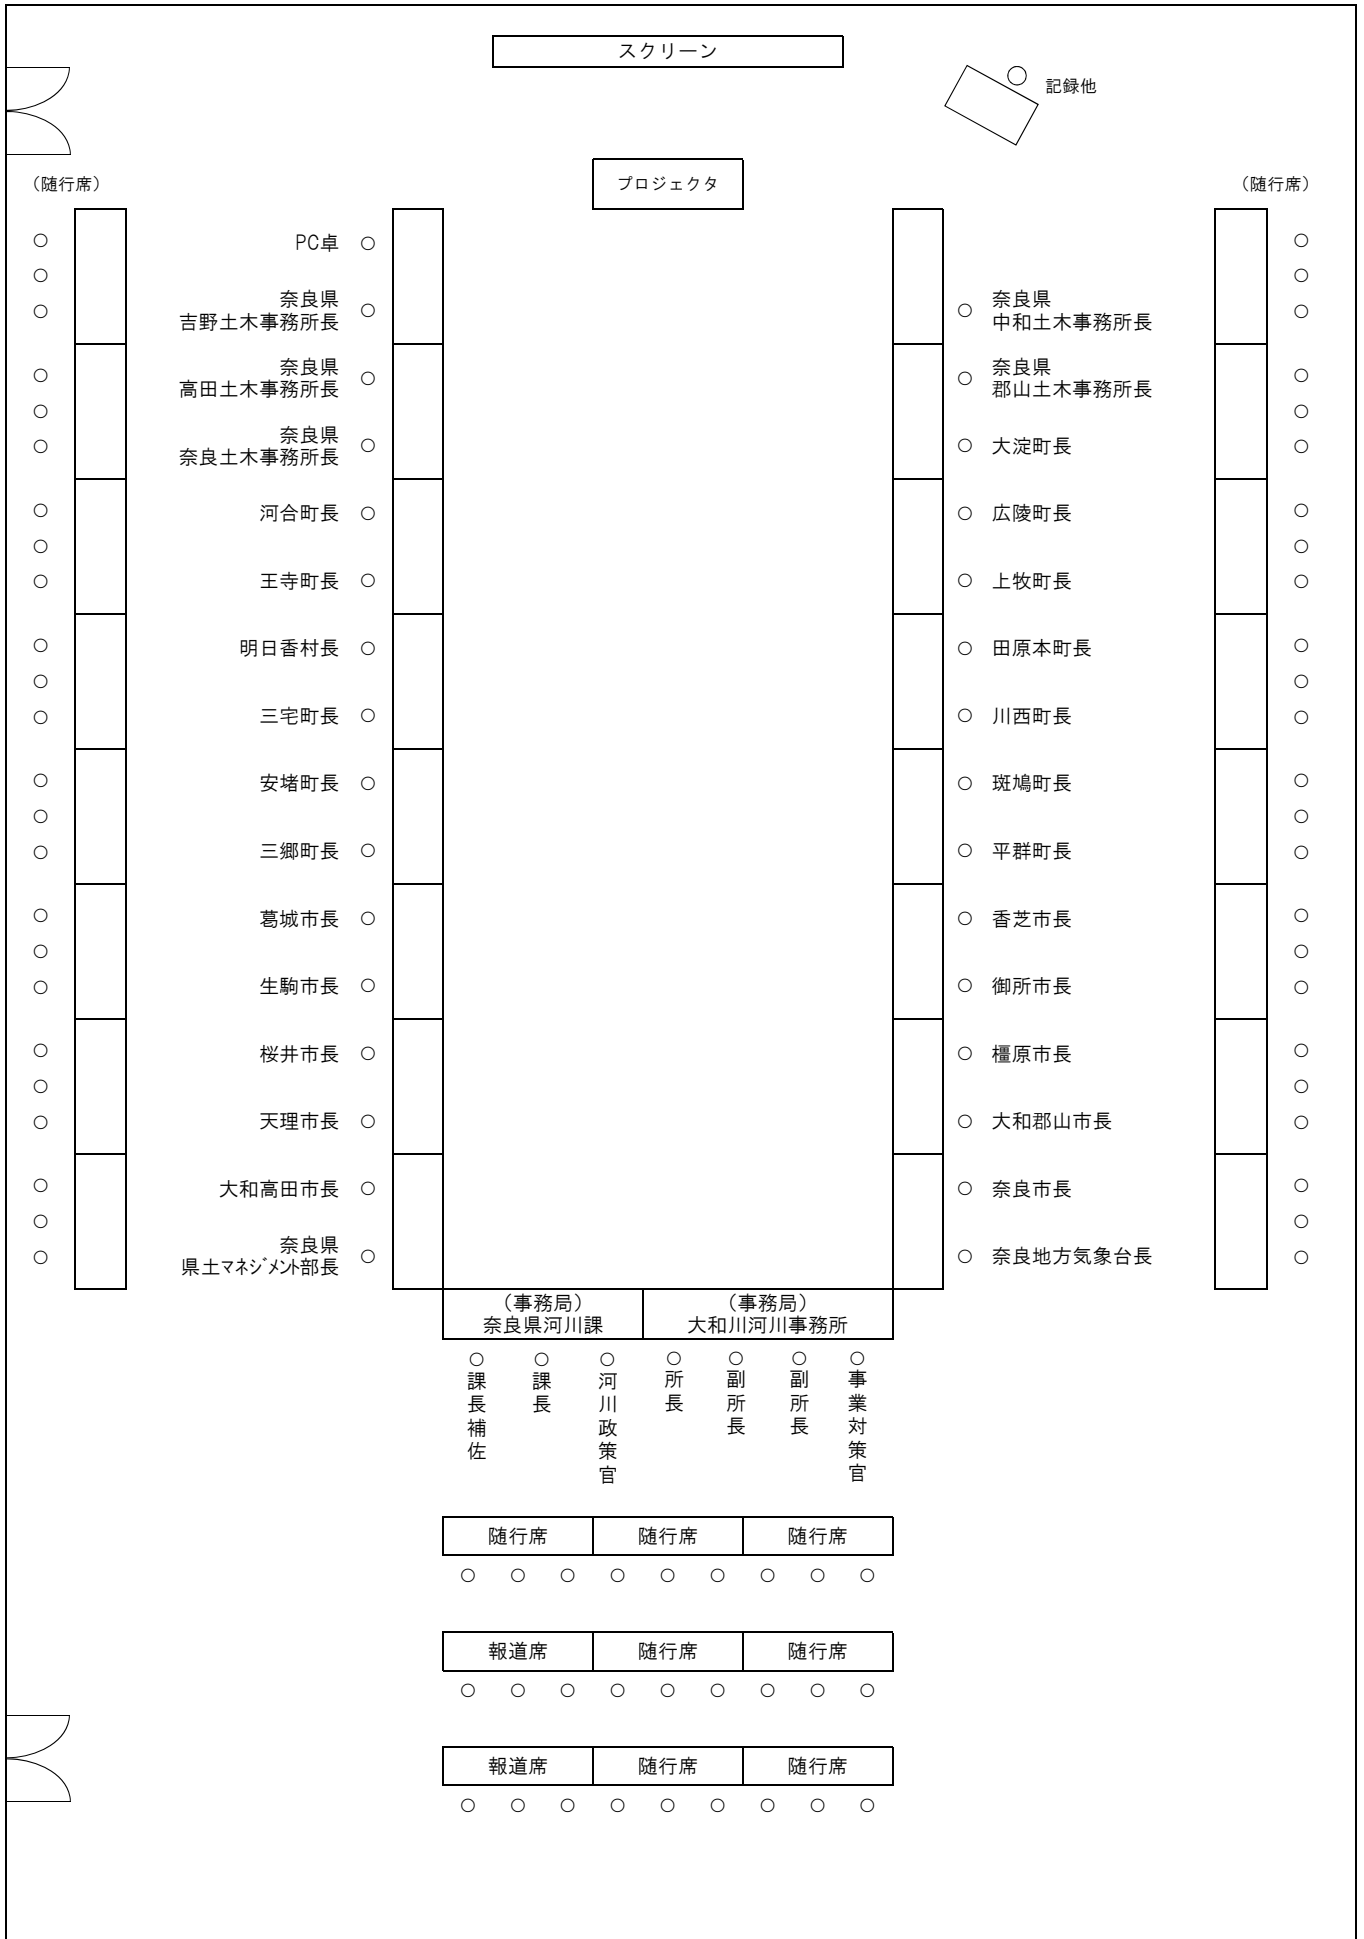 スクリーン
記録他
プロジェクタ
（随行席）
（随行席）
PC卓
奈良県
吉野土木事務所長
奈良県
高田土木事務所長
奈良県
奈良土木事務所長
河合町長
王寺町長
明日香村長
三宅町長
安堵町長
三郷町長
葛城市長
生駒市長
桜井市長
天理市長
大和高田市長
奈良県
県土マネジメント部長
奈良県
中和土木事務所長
奈良県
郡山土木事務所長
大淀町長
広陵町長
上牧町長
田原本町長
川西町長
斑鳩町長
平群町長
香芝市長
御所市長
橿原市長
大和郡山市長
奈良市長
奈良地方気象台長
（事務局）
奈良県河川課
（事務局）
大和川河川事務所
課長補佐
課長
河川政策官
所長
副所長
副所長
事業対策官
随行席 随行席 随行席
報道席 随行席 随行席
報道席 随行席 随行席